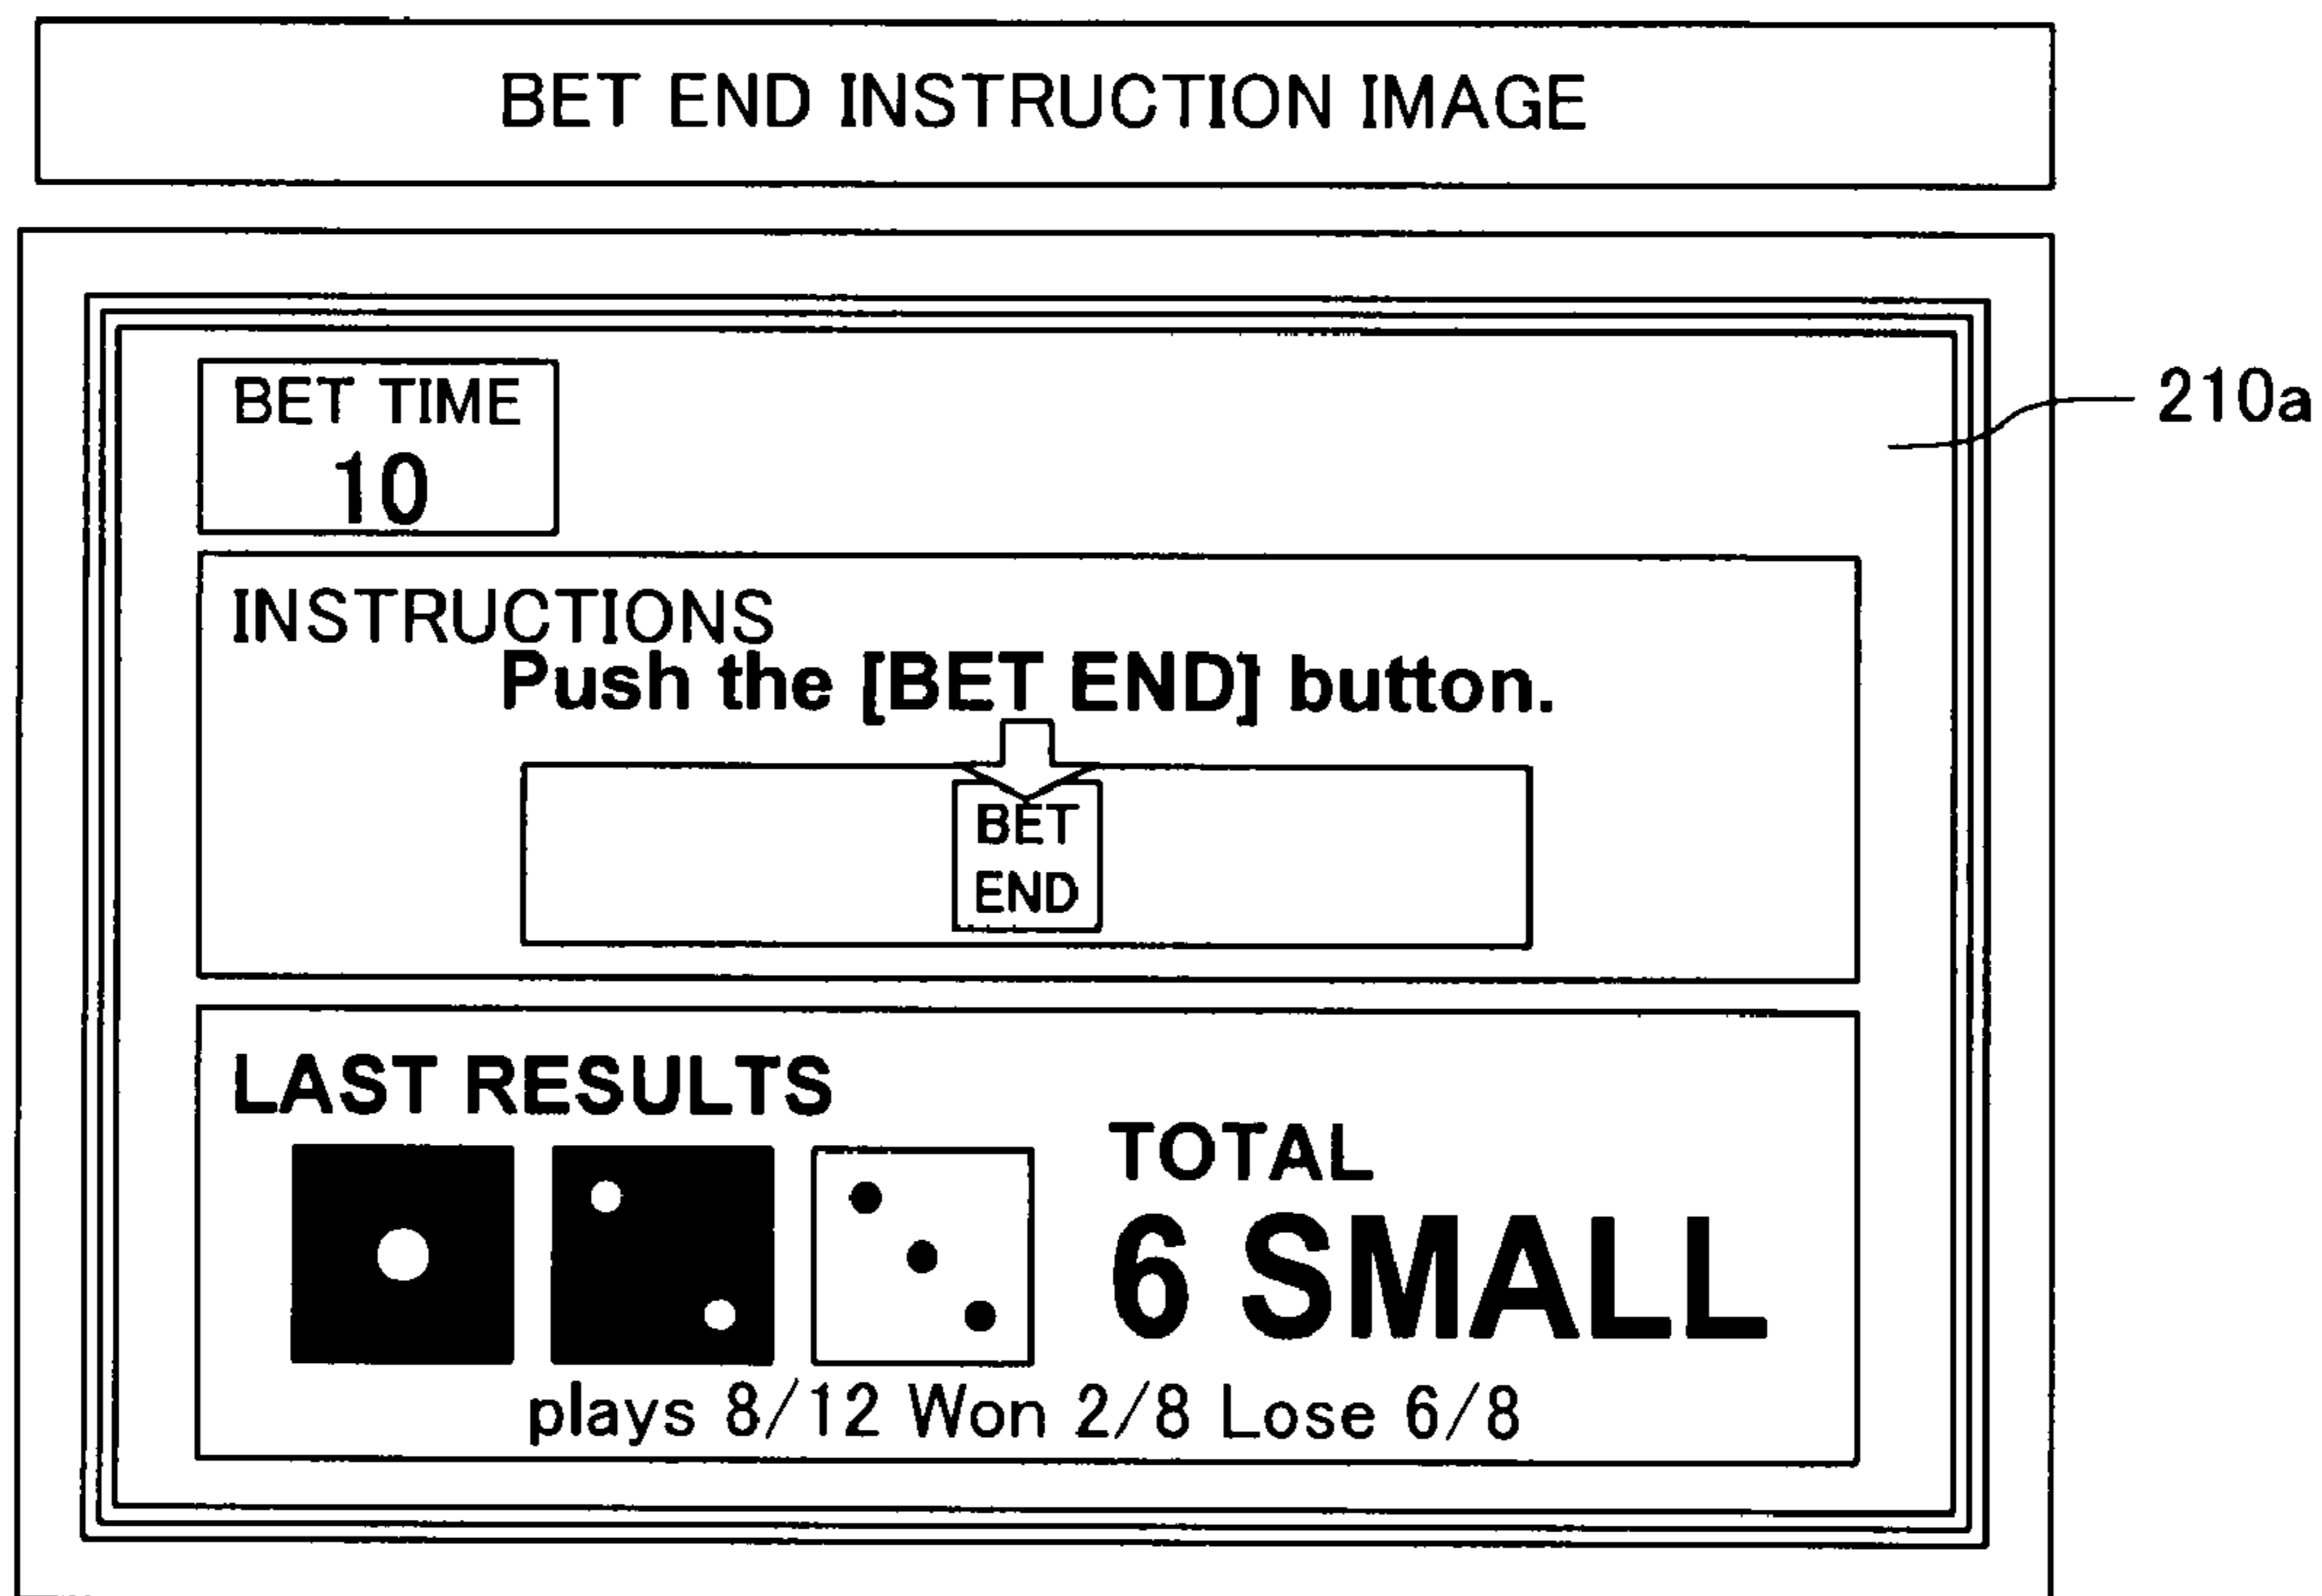 BET END INSTRUCTION IMAGE
210a
BET TIME
10
INSTRUCTIONS
Push the [BET END] button.
BET
END
LAST RESULTS
TOTAL
6 SMALL
plays 8/12 Won 2/8 Lose 6/8